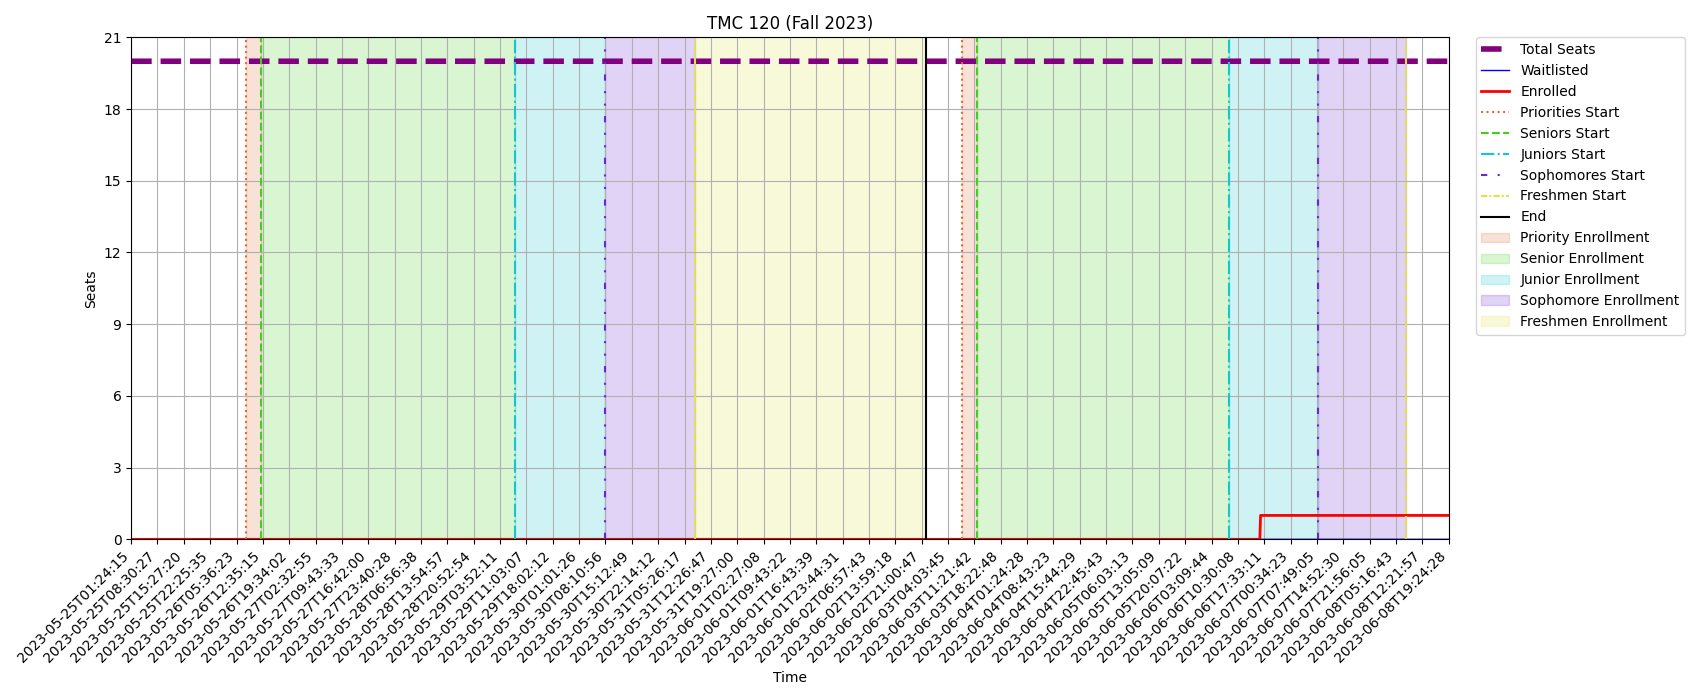 TMC 120 (Fall 2023)
21
18
15
12
9
6
3
0
Seats
2023-05-25T01:24:15
2023-05-25T08:30:27
2023-05-25T15:27:20
2023-05-25T22:25:35
2023-05-26T05:36:23
2023-05-26T12:35:15
2023-05-26T19:34:02
2023-05-27T02:32:55
2023-05-27T09:43:33
2023-05-27T16:42:00
2023-05-27T23:40:28
2023-05-28T06:56:38
2023-05-28T13:54:57
2023-05-28T20:52:54
2023-05-29T03:52:11
2023-05-29T11:03:07
2023-05-29T18:02:12
2023-05-30T01:01:26
2023-05-30T08:10:56
2023-05-30T15:12:49
2023-05-30T22:14:12
2023-05-31T05:26:17
2023-05-31T12:26:47
2023-05-31T19:27:00
2023-06-01T02:27:08
2023-06-01T09:43:22
2023-06-01T16:43:39
2023-06-01T23:44:31
2023-06-02T06:57:43
2023-06-02T13:59:18
2023-06-02T21:00:47
2023-06-03T04:03:45
2023-06-03T11:21:42
2023-06-03T18:22:48
2023-06-04T01:24:28
2023-06-04T08:43:23
2023-06-04T15:44:29
2023-06-04T22:45:43
2023-06-05T06:03:13
2023-06-05T13:05:09
2023-06-05T20:07:22
2023-06-06T03:09:44
2023-06-06T10:30:08
2023-06-06T17:33:11
2023-06-07T00:34:23
2023-06-07T07:49:05
2023-06-07T14:52:30
2023-06-07T21:56:05
2023-06-08T05:16:43
2023-06-08T12:21:57
2023-06-08T19:24:28
Time
Total Seats
Waitlisted
Enrolled
Priorities Start
Seniors Start
Juniors Start
Sophomores Start
Freshmen Start
End
Priority Enrollment
Senior Enrollment
Junior Enrollment
Sophomore Enrollment
Freshmen Enrollment